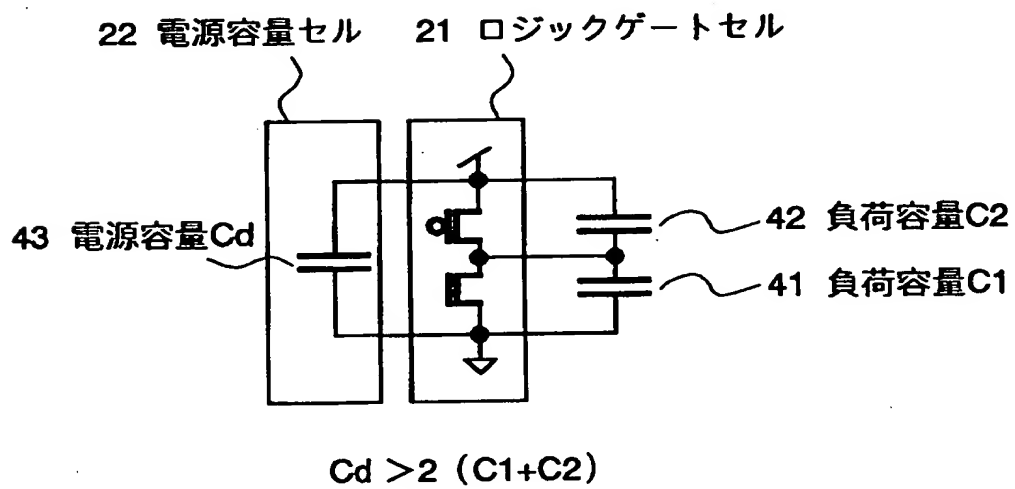 22 電源容量セル
21 ロジックゲートセル
43 電源容量Cd
42 負荷容量C2
41 負荷容量C1
Cd >2 (C1+C2)